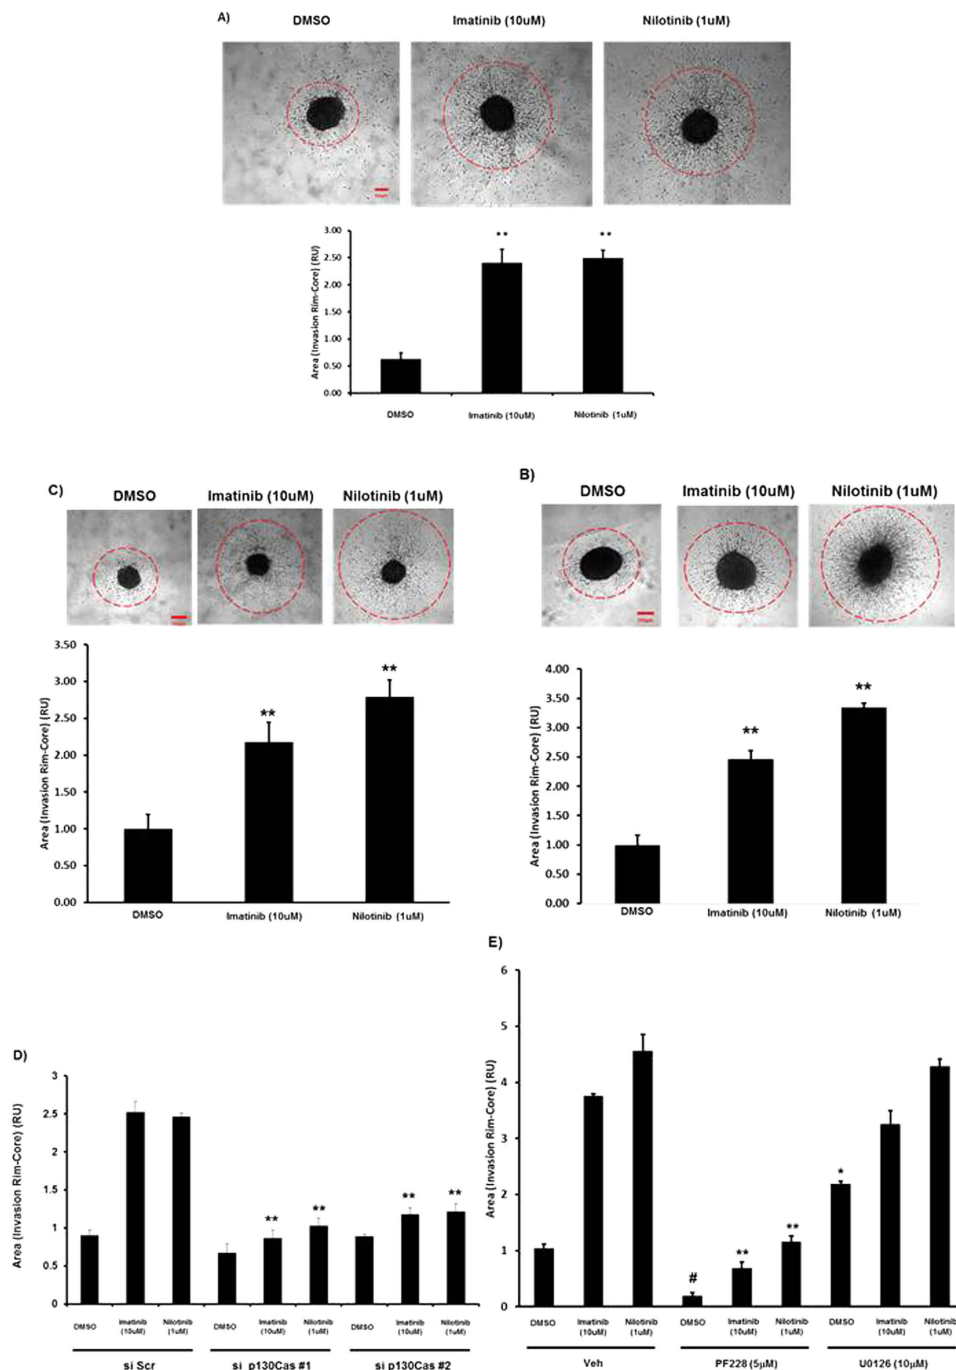 A)
DMSO
Imatinib (10uM)
Nilotinib (1uM)
Area (Invasion Rim-Core) (RU)
3.00
2.50
2.00
1.50
1.00
0.50
0.00
**
**
DMSO
Imatinib (10uM)
Nilotinib (1uM)
C)
DMSO
Imatinib (10uM)
Nilotinib (1uM)
Area (Invasion Rim-Core) (RU)
3.50
3.00
2.50
2.00
1.50
1.00
0.50
0.00
**
**
DMSO
Imatinib (10uM)
Nilotinib (1uM)
B)
DMSO
Imatinib (10uM)
Nilotinib (1uM)
Area (Invasion Rim-Core) (RU)
4.00
3.50
3.00
2.50
2.00
1.50
1.00
0.50
0.00
**
**
DMSO
Imatinib (10uM)
Nilotinib (1uM)
D)
Area (Invasion Rim-Core) (RU)
3
2.5
2
1.5
1
0.5
0
**
**
**
**
DMSO
Imatinib (10uM)
Nilotinib (1uM)
DMSO
Imatinib (10uM)
Nilotinib (1uM)
DMSO
Imatinib (10uM)
Nilotinib (1uM)
si Scr
si p130Cas #1
si p130Cas #2
E)
Area (Invasion Rim-Core) (RU)
6
5
4
3
2
1
0
#
**
**
*
DMSO
Imatinib (10uM)
Nilotinib (1uM)
DMSO
Imatinib (10uM)
Nilotinib (1uM)
DMSO
Imatinib (10uM)
Nilotinib (1uM)
Veh
PF228 (5µM)
U0126 (10µM)